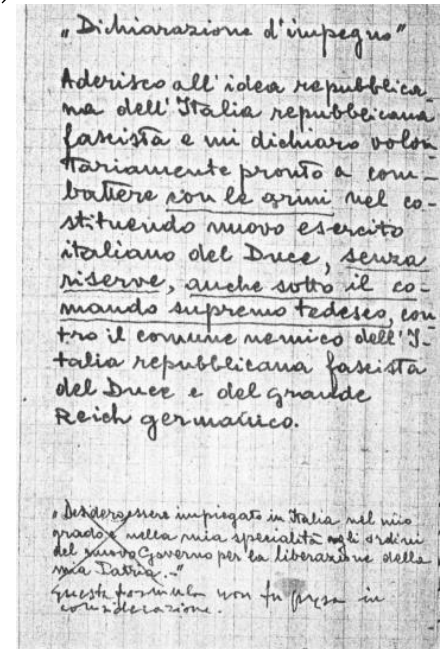 „Dichiarazione d'impegno”
Aderisco all'idea repubblica-
na dell'Italia repubblicana
fascista e mi dichiaro volon
tariamente pronto a com-
battere con le armi nel co-
stituendo nuovo esercito
italiano del Duce, senza
riserve, anche sotto il co-
mando supremo tedesco, con
tro il comune nemico dell'I-
talia repubblicana fascista
del Duce e del grande
Reich germanico.
„Desidero essere impiegato in Italia nel mio
grado e nella mia specialità agli ordini
del nuovo Governo per la liberazione della
mia Patria.-"
Questa formula non fu presa in
considerazione.